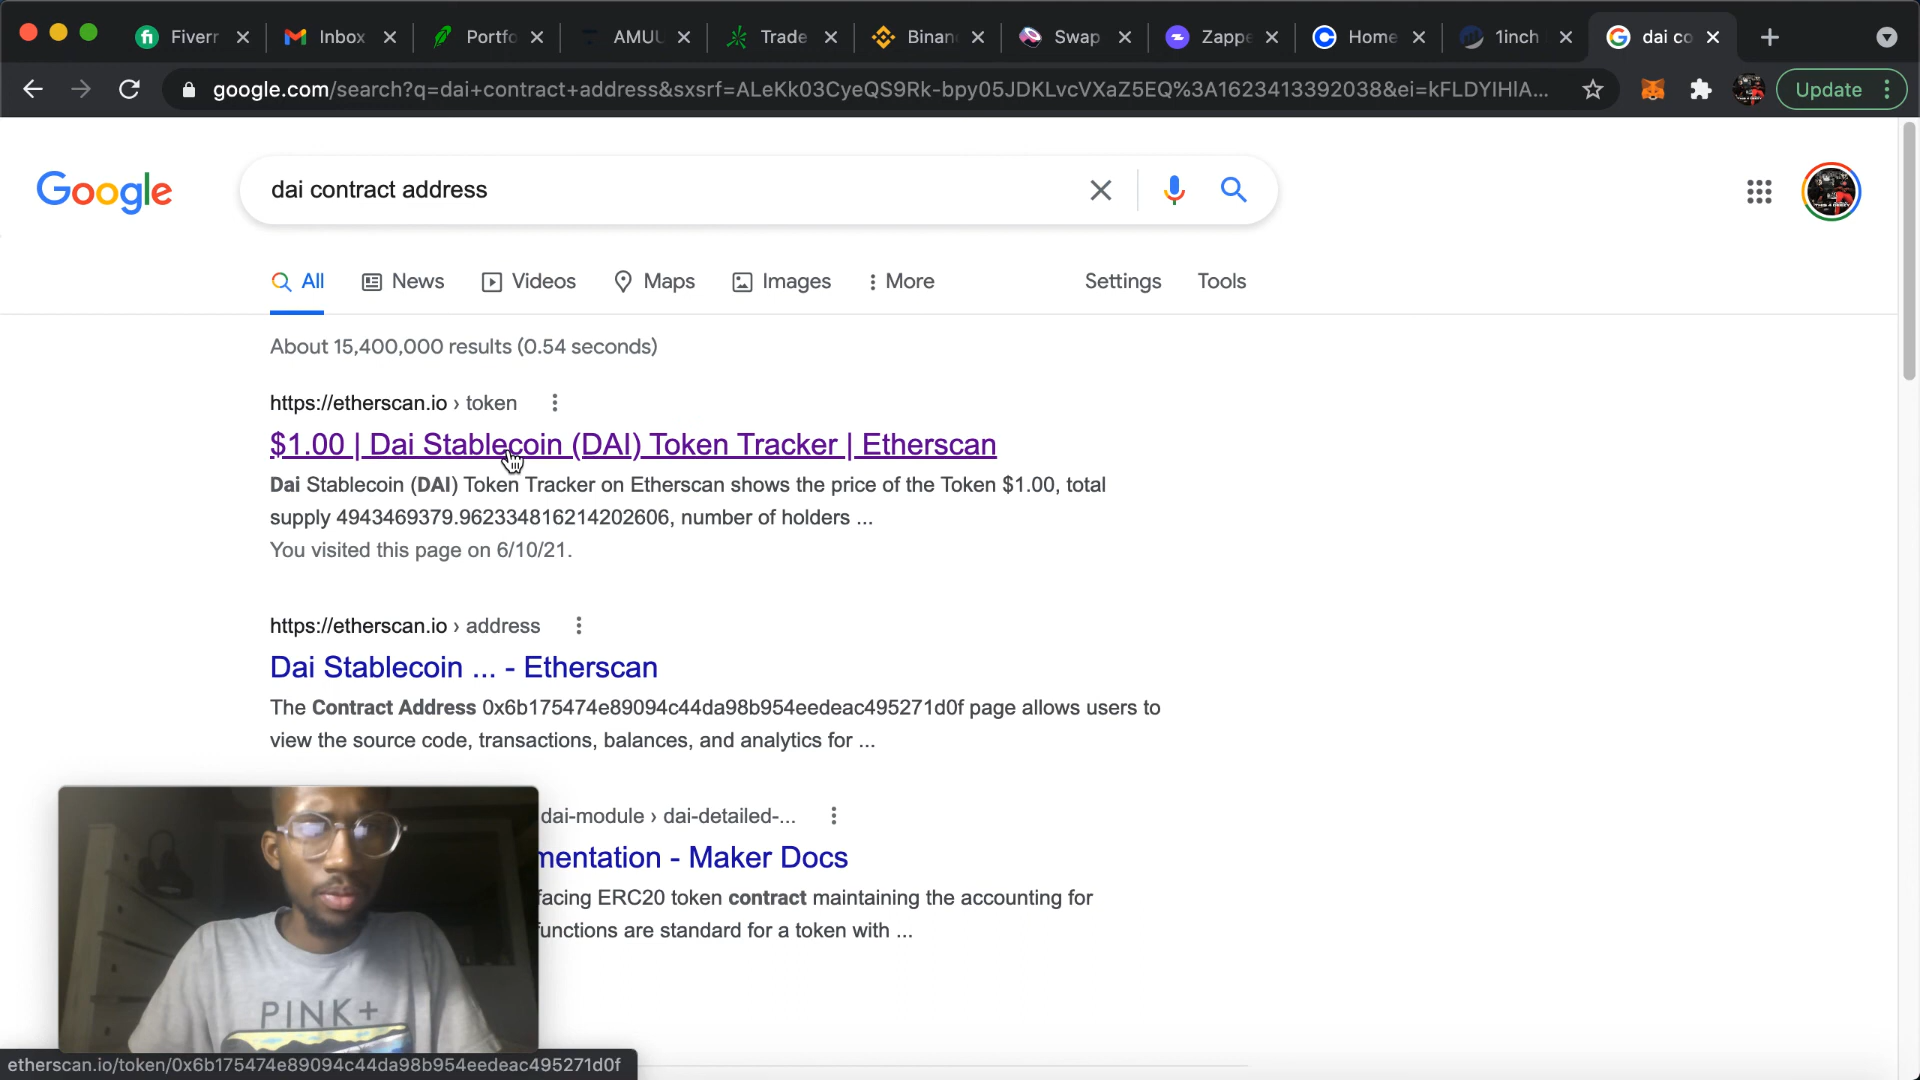 Fiverr
Inbox
Portfo
AMUU
Trade
Binan
Swap
Zappe
Home
1inch
dai co
google.com/search?q=dai+contract+address&sxsrf=ALeKk03CyeQS9Rk-bpy05JDKLvcVXaZ5EQ%3A1623413392038&ei=kFLDYIHlA...
Update
Google
dai contract address
All
News
Videos
Maps
Images
More
Settings
Tools
About 15,400,000 results (0.54 seconds)
https://etherscan.io › token
$1.00 | Dai Stablecoin (DAI) Token Tracker | Etherscan
Dai Stablecoin (DAI) Token Tracker on Etherscan shows the price of the Token $1.00, total
supply 4943469379.962334816214202606, number of holders ...
You visited this page on 6/10/21.
https://etherscan.io › address
Dai Stablecoin ... - Etherscan
The Contract Address 0x6b175474e89094c44da98b954eedeac495271d0f page allows users to
view the source code, transactions, balances, and analytics for ...
dai-module › dai-detailed-...
mentation - Maker Docs
facing ERC20 token contract maintaining the accounting for
functions are standard for a token with ...
PINK+
etherscan.io/token/0x6b175474e89094c44da98b954eedeac495271d0f